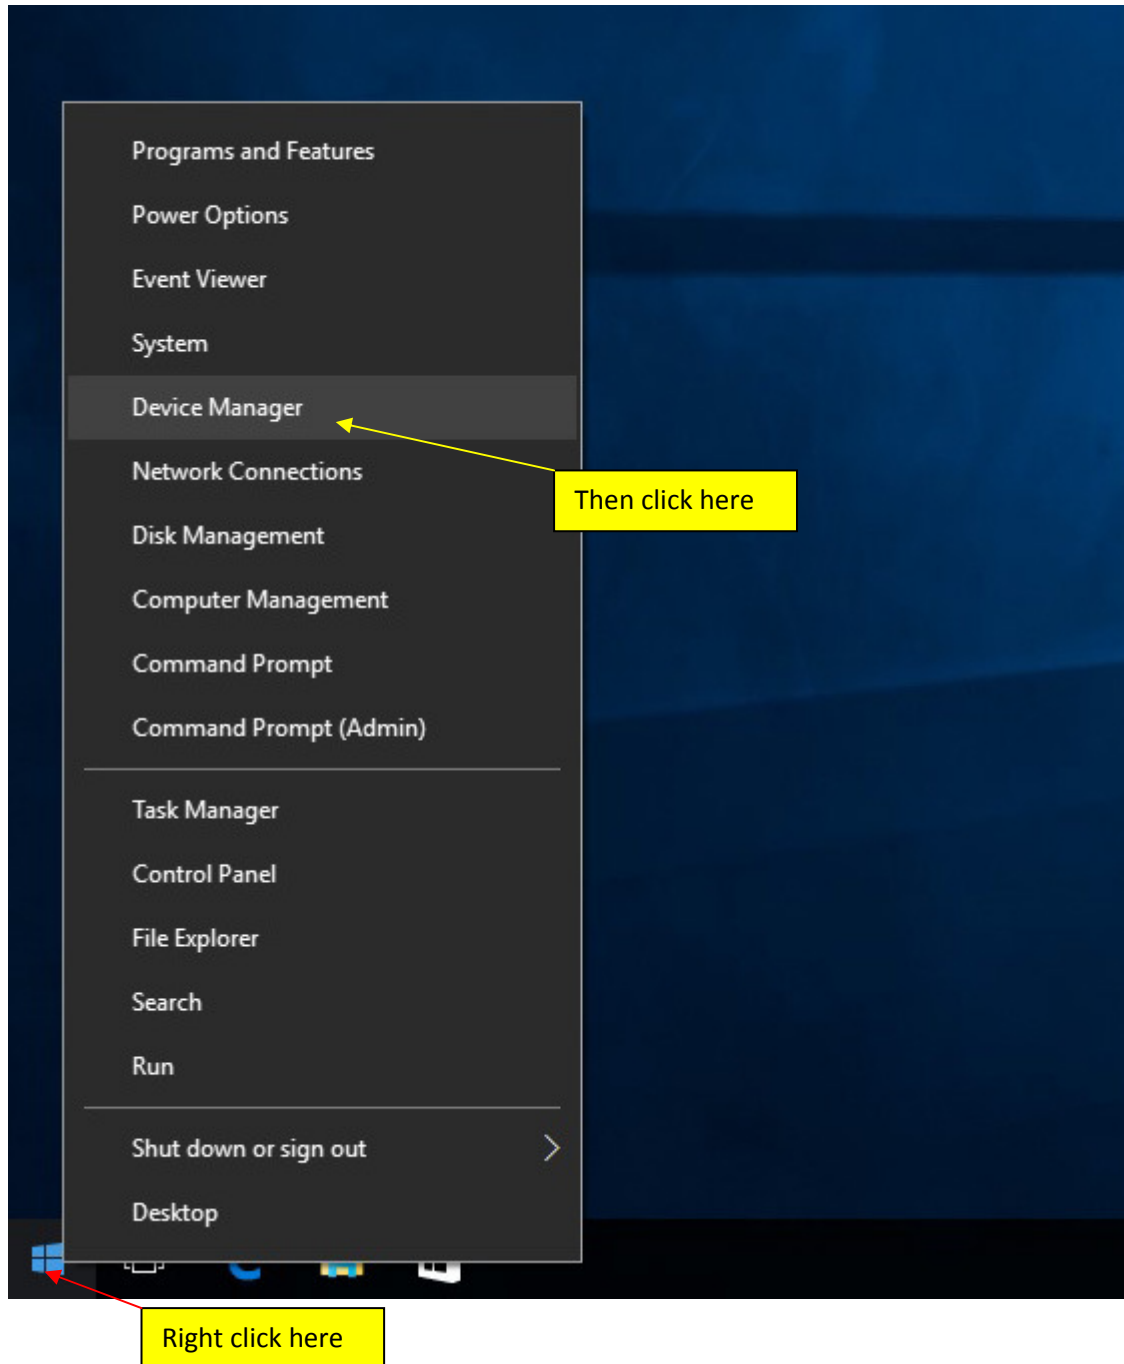 Programs and Features
Power Options
Event Viewer
System
Device Manager
Network Connections
Then click here
Disk Management
Computer Management
Command Prompt
Command Prompt (Admin)
Task Manager
Control Panel
File Explorer
Search
Run
Shut down or sign out
Desktop
Right click here